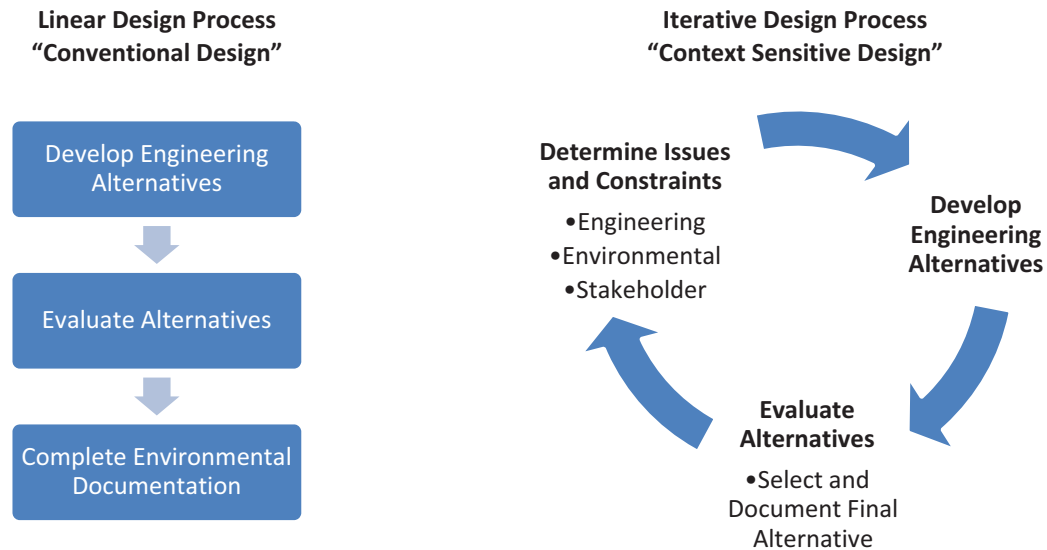 Linear Design Process
“Conventional Design”
Develop Engineering
Alternatives
Evaluate Alternatives
Complete Environmental
Documentation
Iterative Design Process
“Context Sensitive Design”
Determine Issues
and Constraints
•Engineering
•Environmental
•Stakeholder
Develop
Engineering
Alternatives
Evaluate
Alternatives
•Select and
Document Final
Alternative